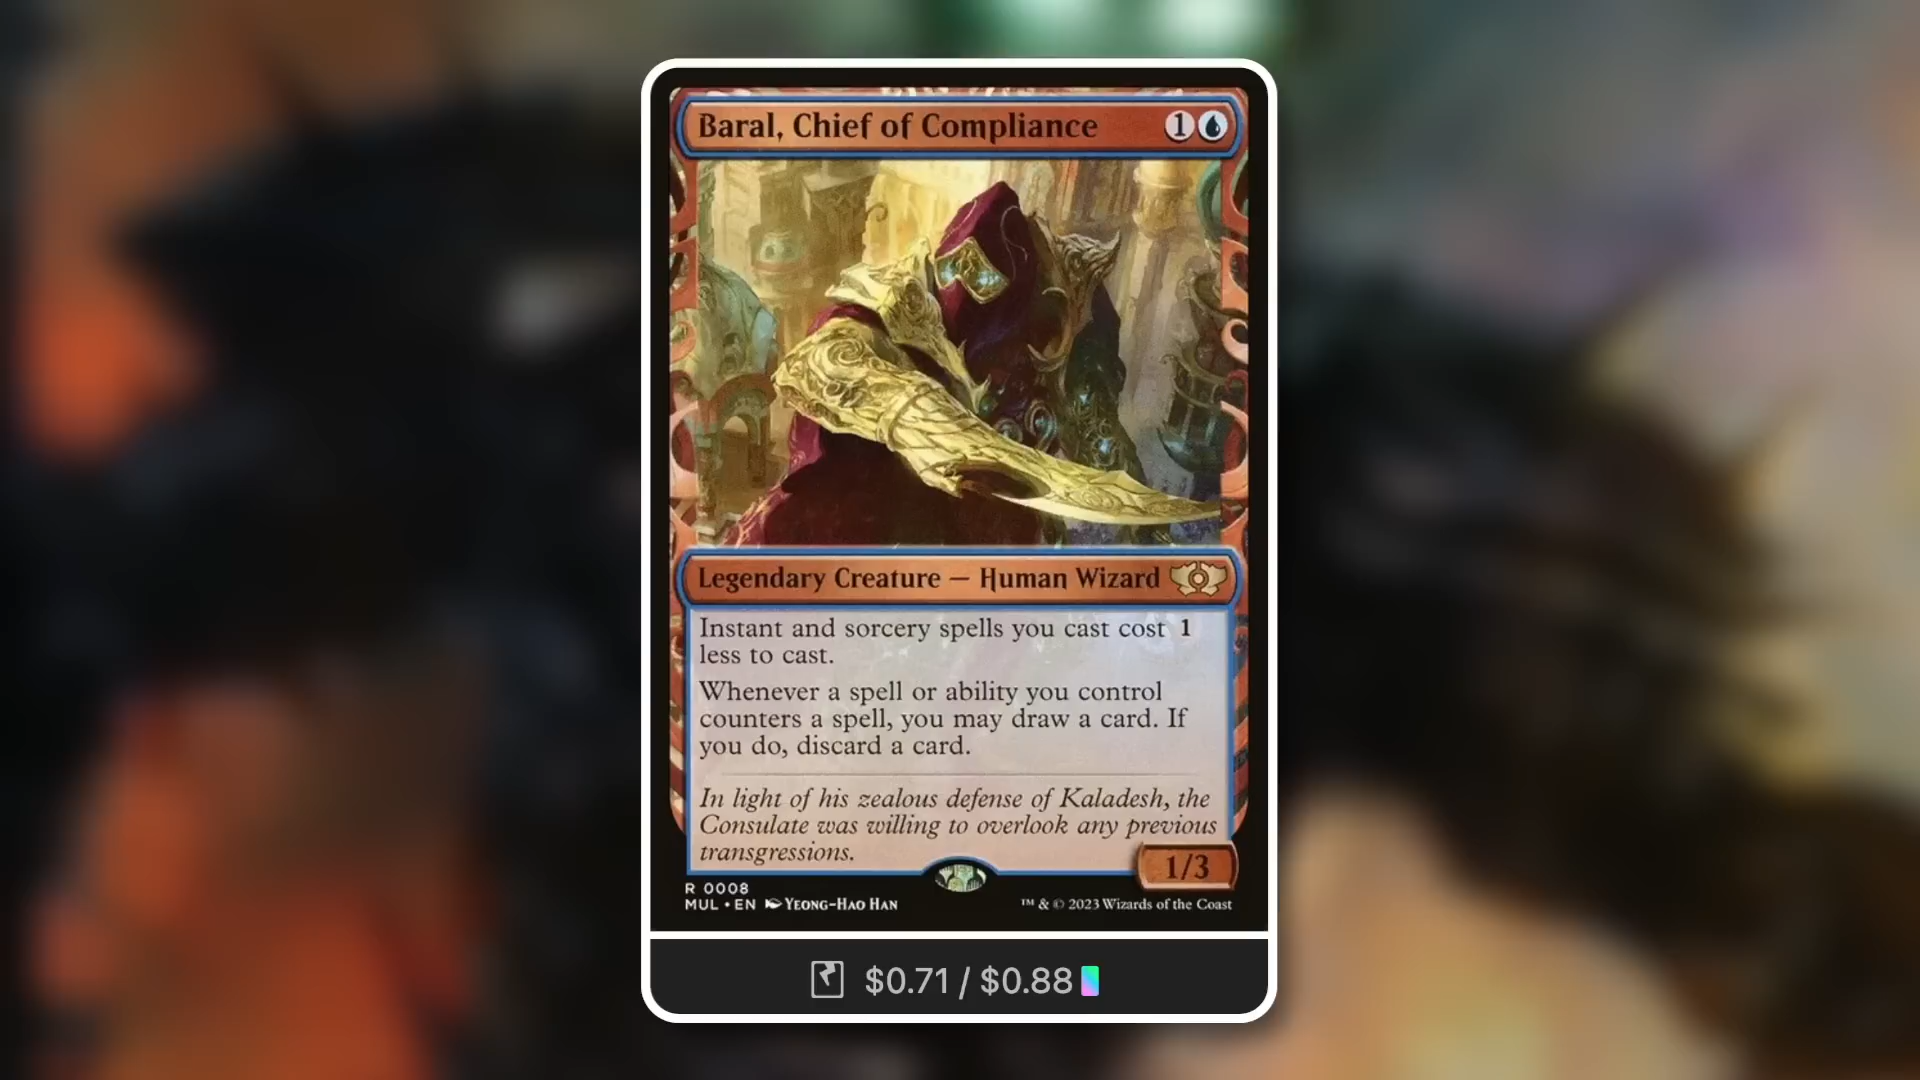 Baral, Chief of Compliance 1
Legendary Creature — Human Wizard
Instant and sorcery spells you cast cost 1
less to cast.
Whenever a spell or ability you control
counters a spell, you may draw a card. If
you do, discard a card.
In light of his zealous defense of Kaladesh, the
Consulate was willing to overlook any previous
transgressions.
1/3
R 0008
MUL • EN Yeong-Hao Han
™ & © 2023 Wizards of the Coast
$0.71 / $0.88